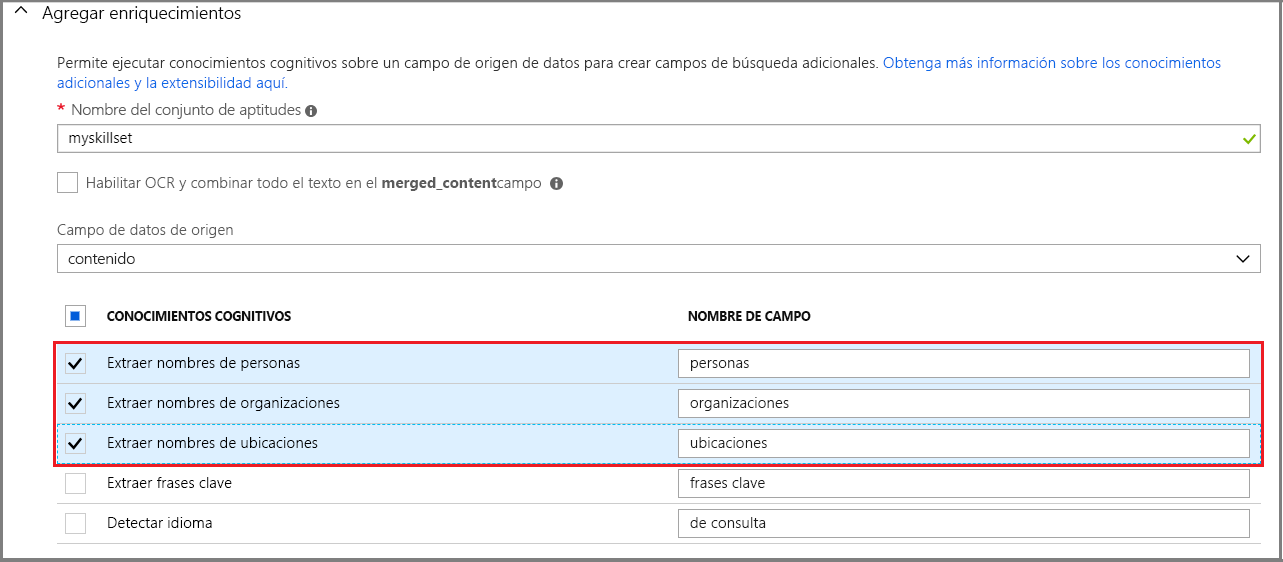 Agregar enriquecimientos
Permite ejecutar conocimientos cognitivos sobre un campo de origen de datos para crear campos de búsqueda adicionales. Obtenga más información sobre los conocimientos
adicionales y la extensibilidad aquí.
* Nombre del conjunto de aptitudes
myskillset
Habilitar OCR y combinar todo el texto en el merged_contentcampo
Campo de datos de origen
contenido
CONOCIMIENTOS COGNITIVOS NOMBRE DE CAMPO
Extraer nombres de personas personas
Extraer nombres de organizaciones organizaciones
Extraer nombres de ubicaciones ubicaciones
Extraer frases clave frases clave
Detectar idioma de consulta